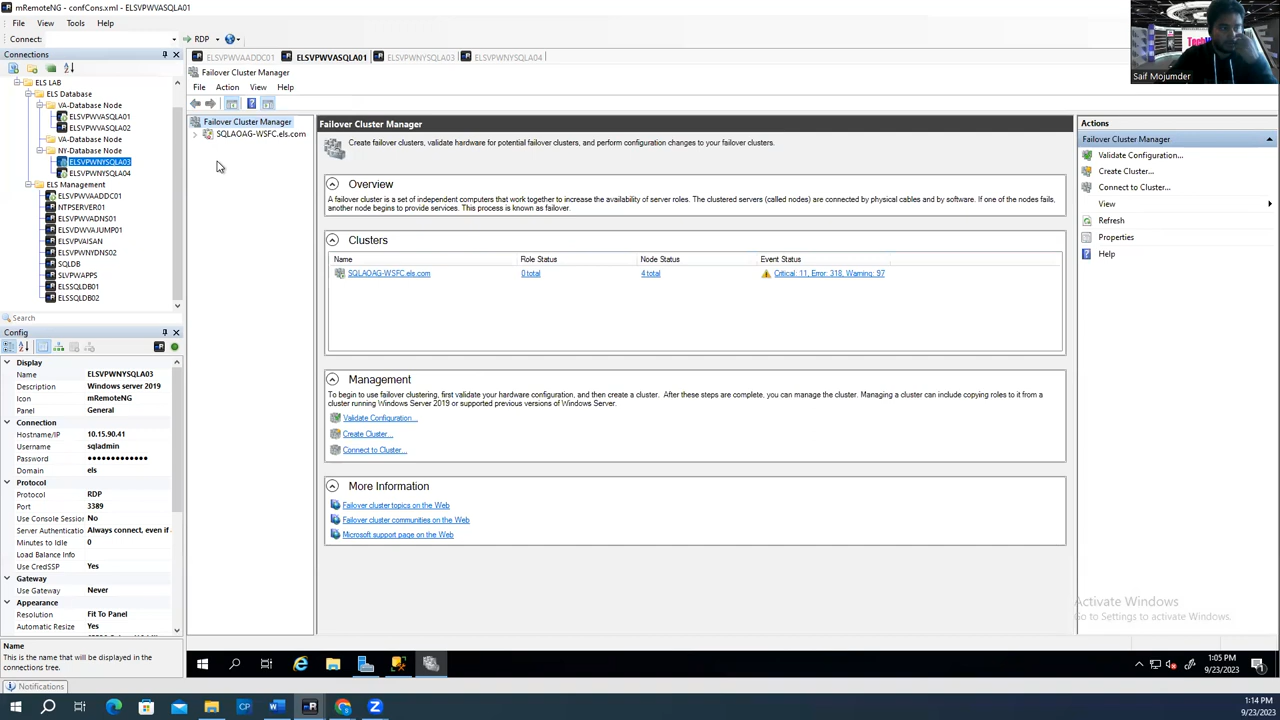 mRemoteNG - confCons.xml - ELSVPWVASQLA01
File View Tools Help
Connect: RDP
Connections
ELSVPWVAADDC01 ELSVPWVASQLA01 ELSVPWNYSQLA03 ELSVPWNYSQLA04
Saif Mojumder
ELS LAB
ELS Database
VA-Database Node
ELSVPWVASQLA01
ELSVPWVASQLA02
VA-Database Node
NY-Database Node
ELSVPWNYSQLA03
ELSVPWNYSQLA04
ELS Management
ELSVPWVAADDC01
NTPSERVER01
ELSVPWVADNS01
ELSVDWVAJUMP01
ELSVPVAISAN
ELSVPWNYDNS02
SQLDB
SLVPWAPPS
ELSSQLDB01
ELSSQLDB02
Search
Config
Display
Name ELSVPWNYSQLA03
Description Windows server 2019
Icon mRemoteNG
Panel General
Connection
Hostname/IP 10.15.90.41
Username sqladmin
Password ●●●●●●●●●●●●●
Domain els
Protocol
Protocol RDP
Port 3389
Use Console Session No
Server Authentication Always connect, even if
Minutes to Idle 0
Load Balance Info
Use CredSSP Yes
Gateway
Use Gateway Never
Appearance
Resolution Fit To Panel
Automatic Resize Yes
Name
This is the name that will be displayed in the
connections tree.
Notifications
Failover Cluster Manager
File Action View Help
Failover Cluster Manager
SQLAOAG-WSFC.els.com
Failover Cluster Manager
Create failover clusters, validate hardware for potential failover clusters, and perform configuration changes to your failover clusters.
Overview
A failover cluster is a set of independent computers that work together to increase the availability of server roles. The clustered servers (called nodes) are connected by physical cables and by software. If one of the nodes fails,
another node begins to provide services. This process is known as failover.
Clusters
Name Role Status Node Status Event Status
SQLAOAG-WSFC.els.com 0 total 4 total Critical: 11, Error: 318, Warning: 97
Management
To begin to use failover clustering, first validate your hardware configuration, and then create a cluster. After these steps are complete, you can manage the cluster. Managing a cluster can include copying roles to it from a
cluster running Windows Server 2019 or supported previous versions of Windows Server.
Validate Configuration...
Create Cluster...
Connect to Cluster...
More Information
Failover cluster topics on the Web
Failover cluster communities on the Web
Microsoft support page on the Web
Actions
Failover Cluster Manager
Validate Configuration...
Create Cluster...
Connect to Cluster...
View
Refresh
Properties
Help
Activate Windows
Go to Settings to activate Windows.
1:05 PM
9/23/2023
1:14 PM
9/23/2023